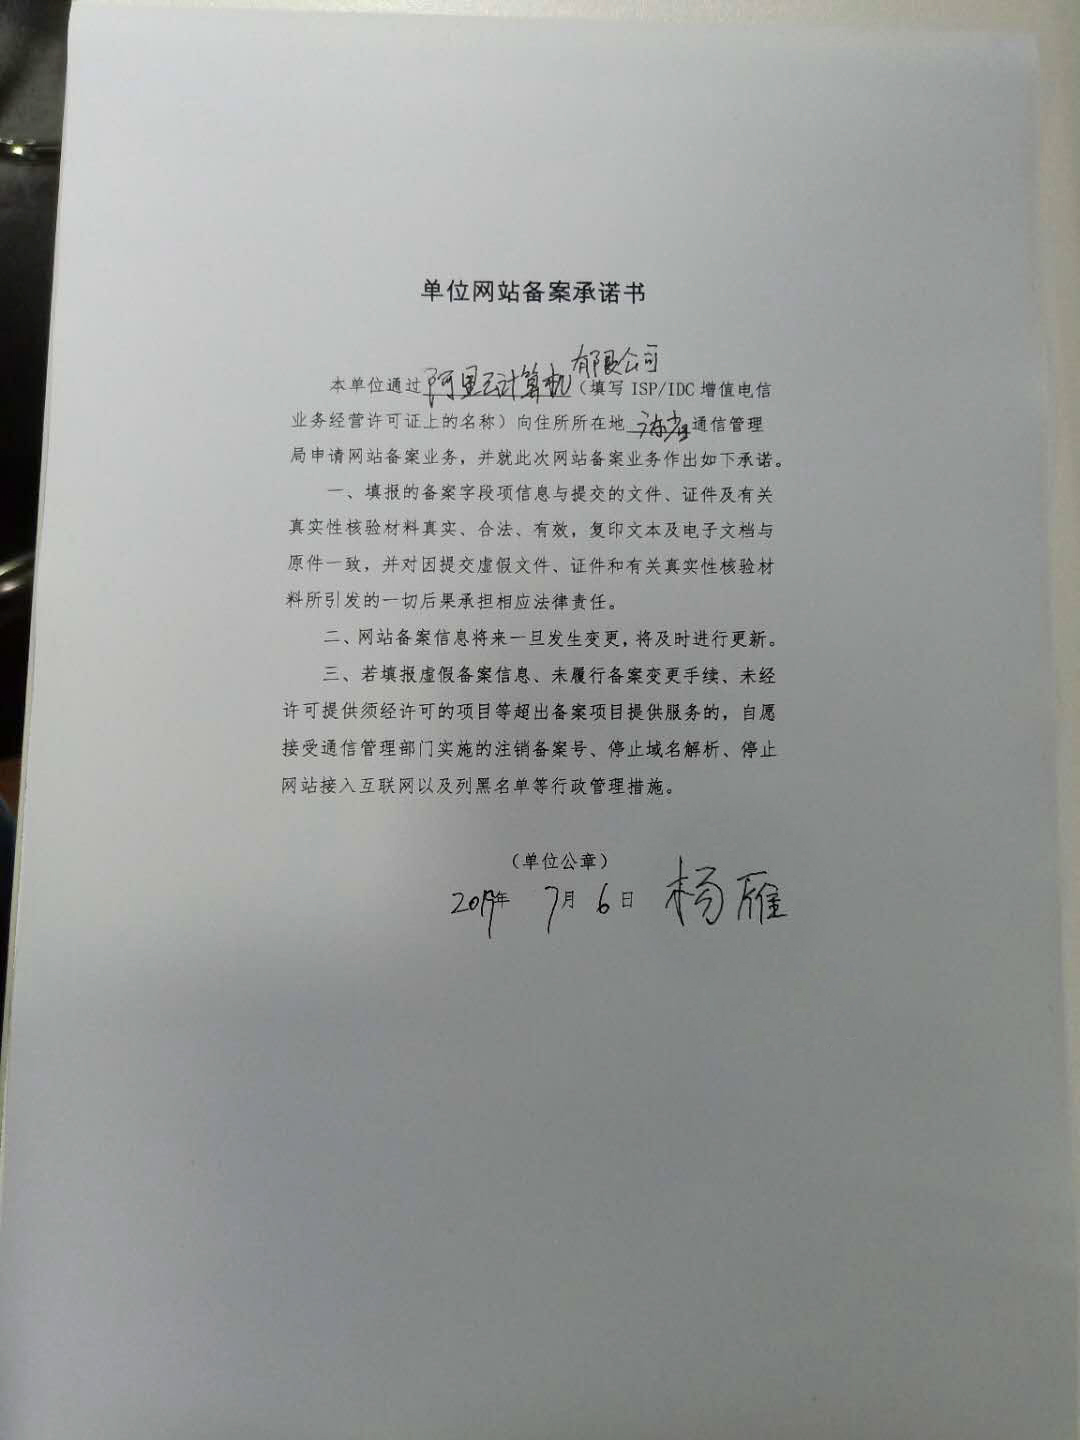 单位网站备案承诺书
有限公司
本单位通过阿里云计算机（填写 ISP/IDC 增值电信
业务经营许可证上的名称）向住所所在地 通信管理
局申请网站备案业务，并就此次网站备案业务作出如下承诺。
一、填报的备案字段项信息与提交的文件、证件及有关
真实性核验材料真实、合法、有效，复印文本及电子文档与
原件一致，并对因提交虚假文件、证件和有关真实性核验材
料所引发的一切后果承担相应法律责任。
二、网站备案信息将来一旦发生变更，将及时进行更新。
三、若填报虚假备案信息、未履行备案变更手续、未经
许可提供须经许可的项目等超出备案项目提供服务的，自愿
接受通信管理部门实施的注销备案号、停止域名解析、停止
网站接入互联网以及列黑名单等行政管理措施。
（单位公章）
年 7月 6日 杨雁